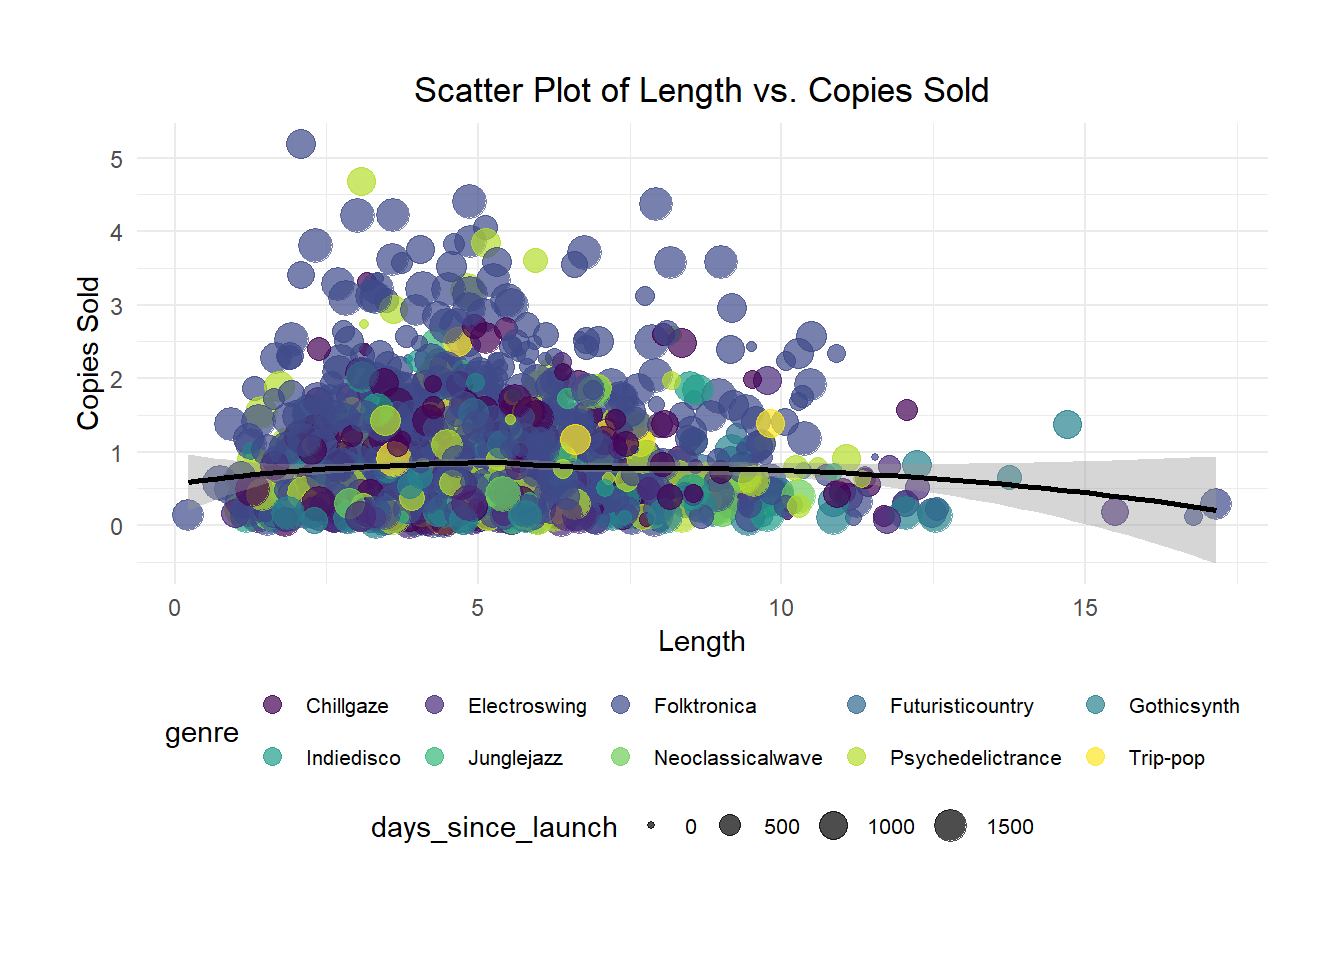 Scatter Plot of Length vs. Copies Sold
Copies Sold
5
4
3
2
1
0
0 5 10 15
Length
genre
Chillgaze Electroswing Folktronica Futuristicountry Gothicsynth
Indiedisco Junglejazz Neoclassicalwave Psychedelictrance Trip-pop
days_since_launch 0 500 1000 1500